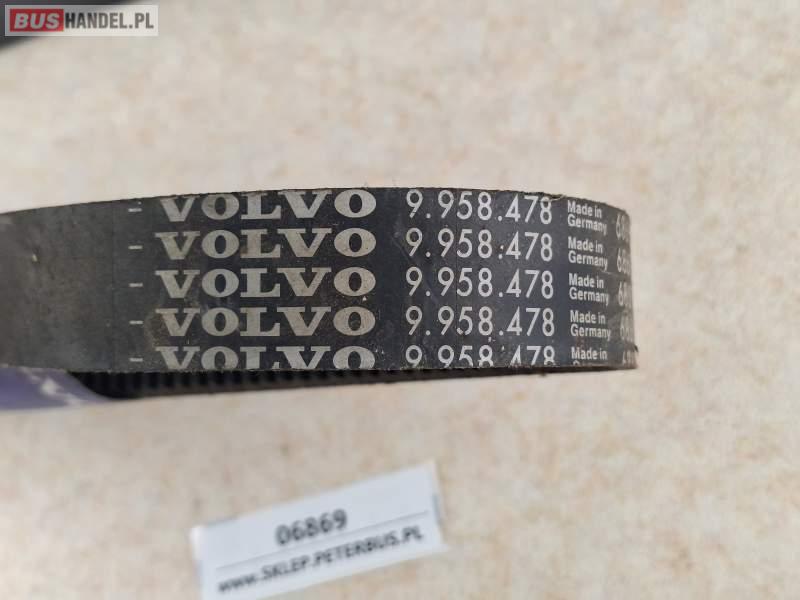 BUSHANDEL.PL
- VOLVO 9.958.478 Made in Germany
- VOLVO 9.958.478 Made in Germany
- VOLVO 9.958.478 Made in Germany
- VOLVO 9.958.478 Made in Germany
- VOLVO 9.958.478 Made in
06869
www.SKLEP.PETERBUS.PL